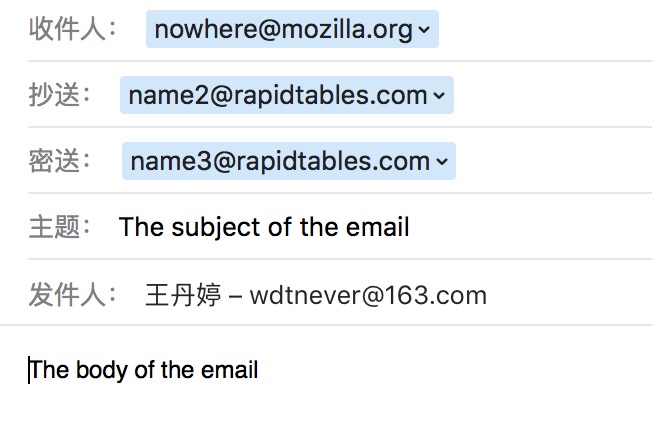 收件人： nowhere@mozilla.org
抄送： name2@rapidtables.com
密送： name3@rapidtables.com
主题： The subject of the email
发件人： 王丹婷 – wdtnever@163.com
The body of the email